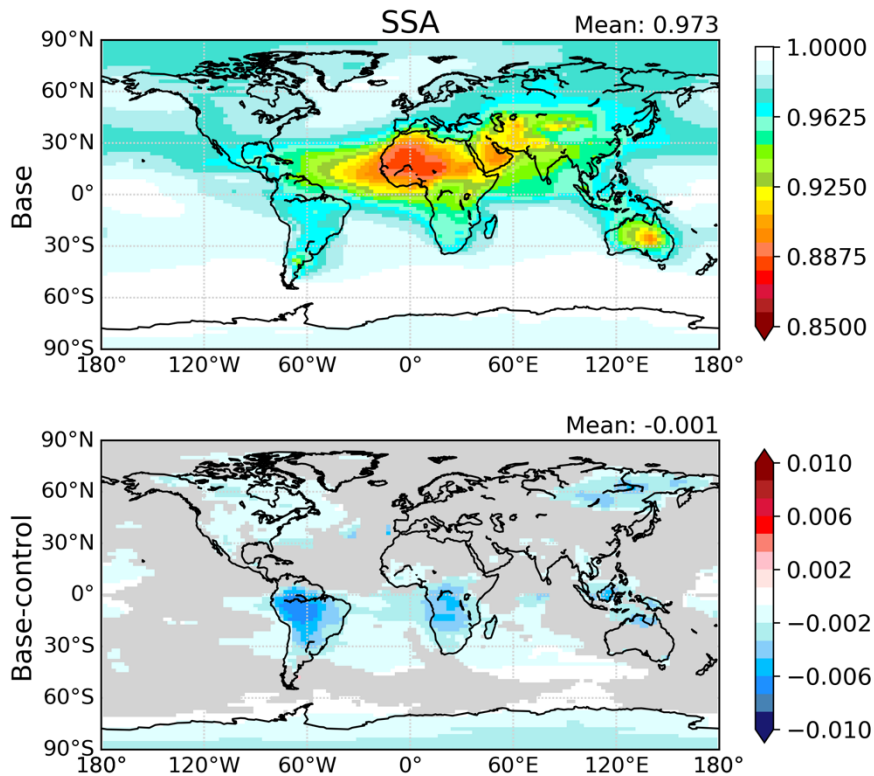 SSA Mean: 0.973
90°N
60°N
30°N
0°
30°S
60°S
90°S
Base
180° 120°W 60°W 0° 60°E 120°E 180°
1.0000
0.9625
0.9250
0.8875
0.8500
Mean: -0.001
90°N
60°N
30°N
0°
30°S
60°S
90°S
Base-control
180° 120°W 60°W 0° 60°E 120°E 180°
0.010
0.006
0.002
−0.002
−0.006
−0.010